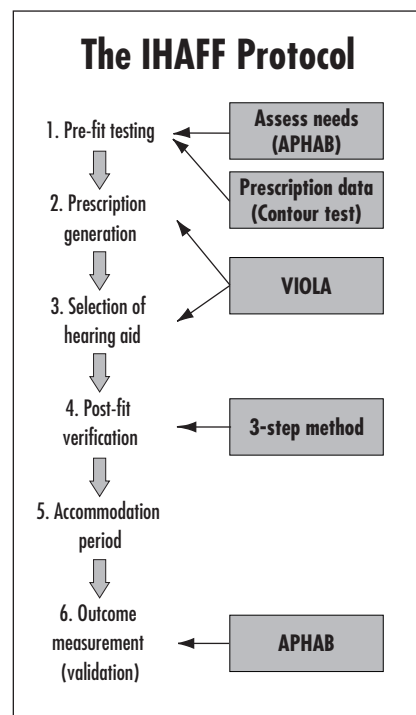 The IHAFF Protocol
1. Pre-fit testing
Assess needs
(APHAB)
Prescription data
(Contour test)
2. Prescription
generation
VIOLA
3. Selection of
hearing aid
4. Post-fit
verification
3-step method
5. Accommodation
period
6. Outcome
measurement
(validation)
APHAB